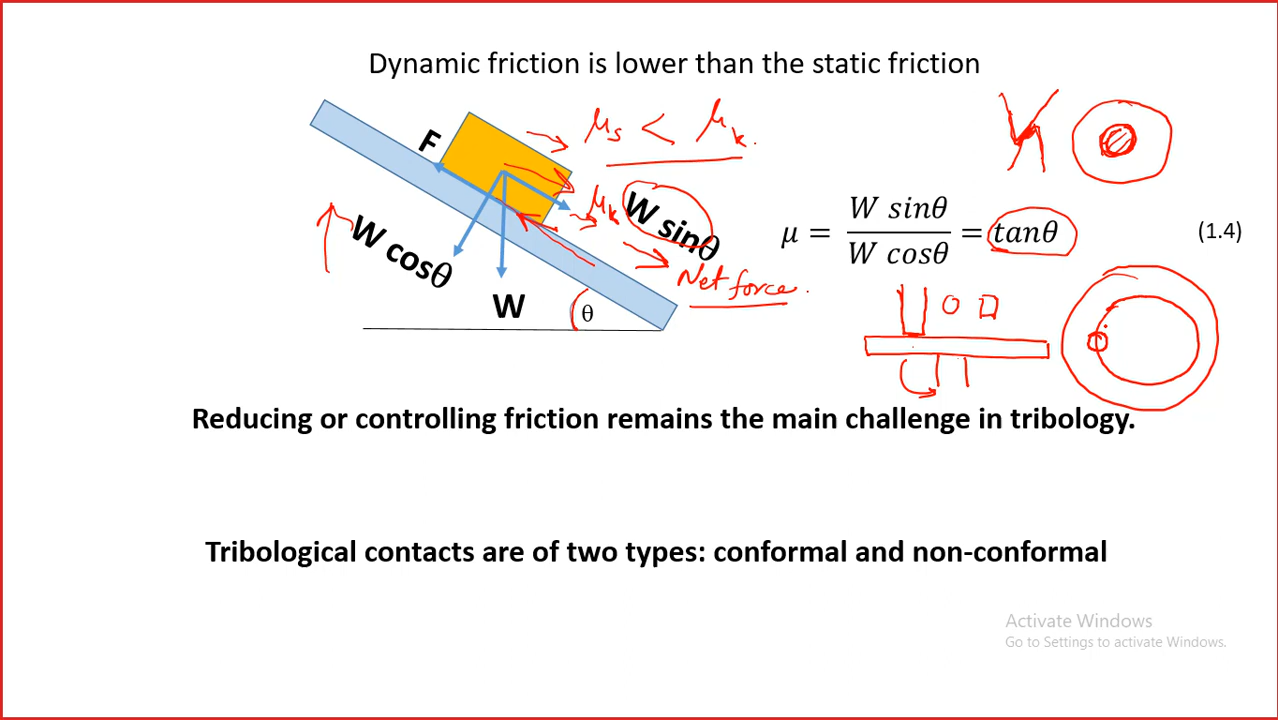 Dynamic friction is lower than the static friction
F
μs < μk.
μk
W sinθ
W cosθ
W
θ
Net force.
μ = W sinθ / W cosθ = tanθ (1.4)
Reducing or controlling friction remains the main challenge in tribology.
Tribological contacts are of two types: conformal and non-conformal
Activate Windows
Go to Settings to activate Windows.